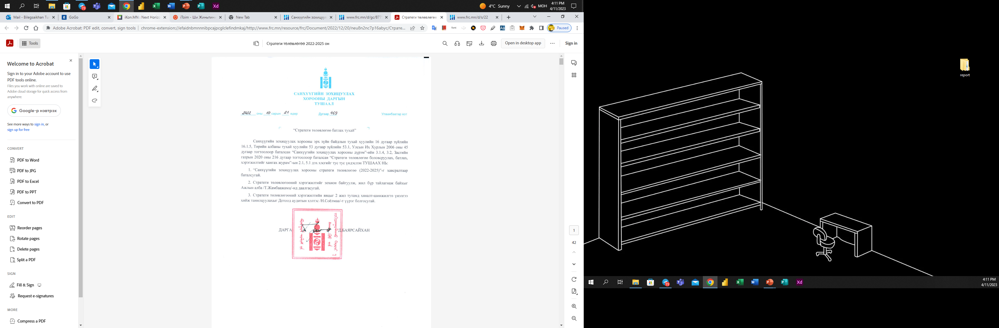 4°C Sunny
МОН
4:11 PM
4/11/2023
79
Xd
Mail - Bilegsaikhan Tu
GoGo
iKon.MN : Next Horizo
iToim - Ши Жиньпин
New Tab
Санхүүгийн зохицуул
www.frc.mn/d/gc/877
Стратеги төлөвлөгөө
www.frc.mn/d/s/22
Adobe Acrobat: PDF edit, convert, sign tools | chrome-extension://efaidnbmnnnibpcajpcglclefindmkaj/http://www.frc.mn/resource/frc/Document/2022/12/20/neu8n2nc7p16abyc/Страте...
Paused
Tools
Стратеги төлөвлөгөө 2022-2025 он
Open in desktop app
Sign in
Welcome to Acrobat
Sign in to your Adobe account to use
PDF tools online.
Files you work with online are saved to
Adobe cloud storage for quick access from
anywhere.
Google-р нэвтрэх
See more ways to sign in, or
sign up for free
CONVERT
PDF to Word
PDF to JPG
PDF to Excel
PDF to PPT
Convert to PDF
EDIT
Reorder pages
Rotate pages
Delete pages
Split a PDF
SIGN
Fill & Sign
Request e-signatures
MORE
Compress a PDF
САНХҮҮГИЙН ЗОХИЦУУЛАХ
ХОРООНЫ ДАРГЫН
ТУШААЛ
2022 оны 10 сарын 21 өдөр
Дугаар 469
Улаанбаатар хот
“Стратеги төлөвлөгөө батлах тухай”
Санхүүгийн зохицуулах хорооны эрх зүйн байдлын тухай хуулийн 16 дугаар зүйлийн
16.1.5, Төрийн албаны тухай хуулийн 53 дугаар зүйлийн 53.1, Улсын Их Хурлын 2006 оны 45
дугаар тогтоолоор баталсан “Санхүүгийн зохицуулах хорооны дүрэм”-ийн 3.1.4, 3.2, Засгийн
газрын 2020 оны 216 дугаар тогтоолоор баталсан “Стратеги төлөвлөгөө боловсруулах, батлах,
хэрэгжилтийг хангах журам”-ын 2.1, 5.1 дэх хэсгийг тус тус үндэслэн ТУШААХ НЬ:
1. “Санхүүгийн зохицуулах хорооны стратеги төлөвлөгөө (2022-2025)”-г хавсралтаар
баталсугай.
2. Стратеги төлөвлөгөөний хэрэгжилтийг зохион байгуулж, жил бүр тайлагнаж байхыг
Ажлын алба /Т.Жамбаажамц/-нд даалгасугай.
3. Стратеги төлөвлөгөөний хэрэгжилтийн явцыг 2 жил тутамд хяналт-шинжилгээ үнэлгээ
хийж танилцуулахыг Дотоод аудитын хэлтэс /Н.Соёлмаа/-т үүрэг болгосугай.
ДАРГА
Д.БАЯРСАЙХАН
1
42
report
79
Xd
4:11 PM
4/11/2023